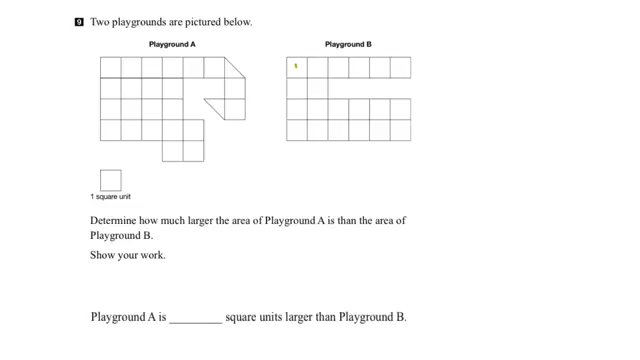 9 Two playgrounds are pictured below.
Playground A
Playground B
1 square unit
Determine how much larger the area of Playground A is than the area of
Playground B.
Show your work.
Playground A is ________ square units larger than Playground B.